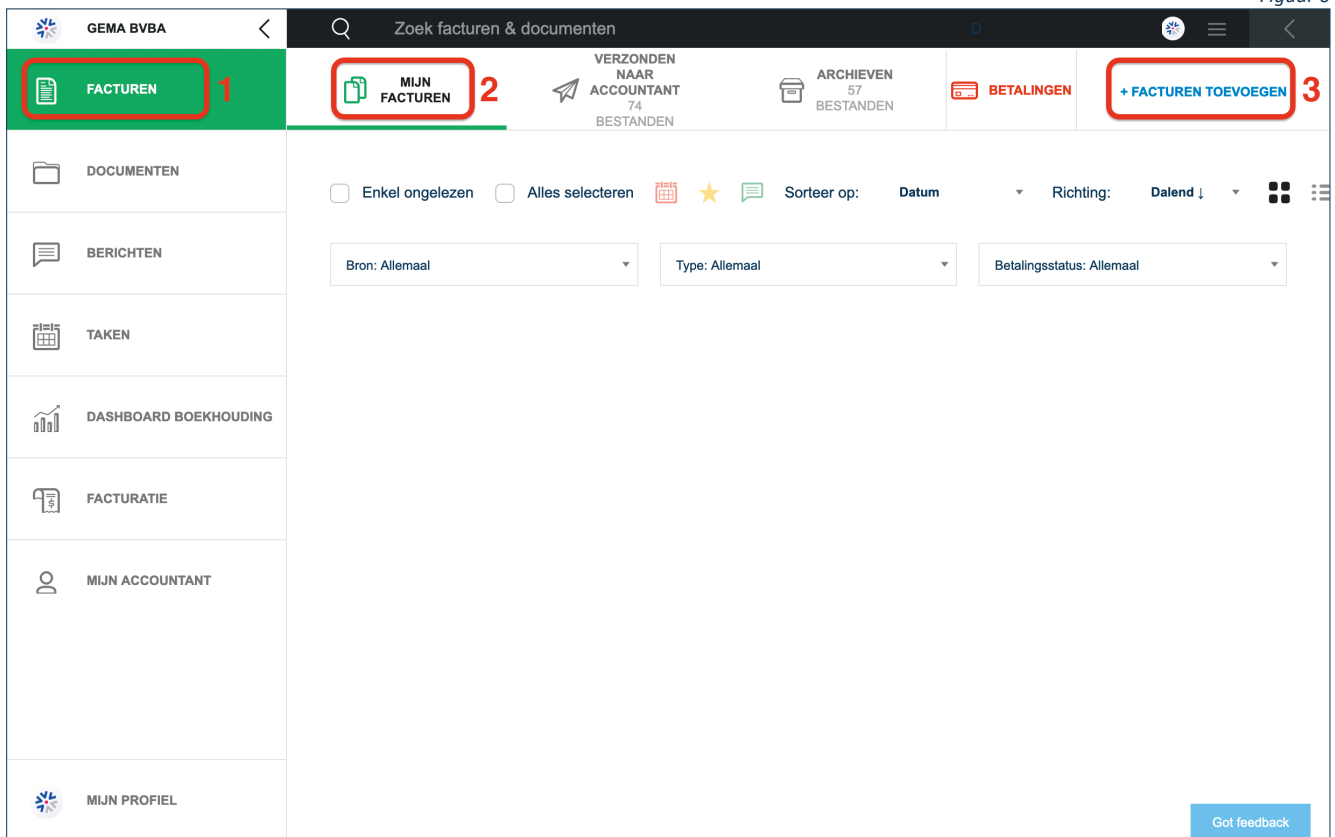 GEMA BVBA
Zoek facturen & documenten
D
FACTUREN
1
MIJN
FACTUREN
2
VERZONDEN
NAAR
ACCOUNTANT
74
BESTANDEN
ARCHIEVEN
57
BESTANDEN
BETALINGEN
+ FACTUREN TOEVOEGEN
3
DOCUMENTEN
BERICHTEN
TAKEN
DASHBOARD BOEKHOUDING
FACTURATIE
MIJN ACCOUNTANT
MIJN PROFIEL
Enkel ongelezen Alles selecteren Sorteer op: Datum Richting: Dalend ↓
Bron: Allemaal Type: Allemaal Betalingsstatus: Allemaal
Got feedback